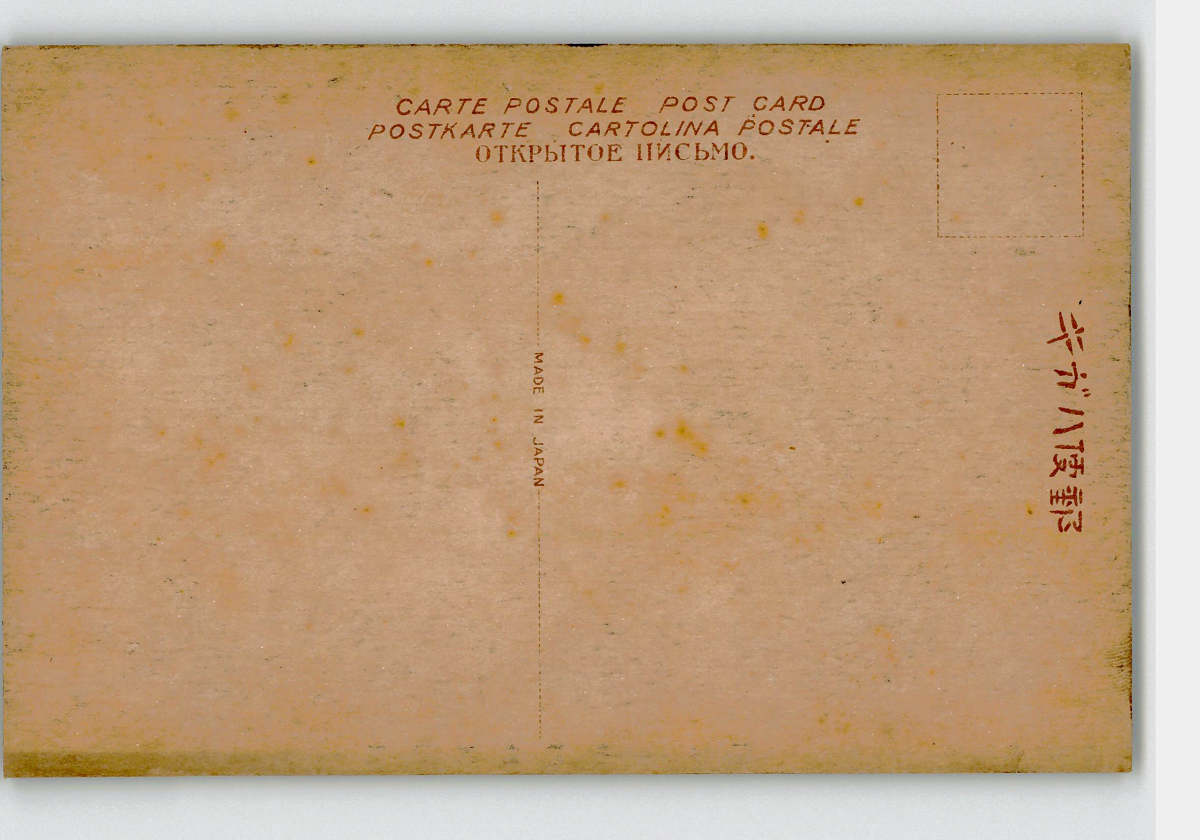 CARTE POSTALE POST CARD
POSTKARTE CARTOLINA POSTALE
ОТКРЫТОЕ ПИСЬМО.
MADE IN JAPAN
郵便ハガキ